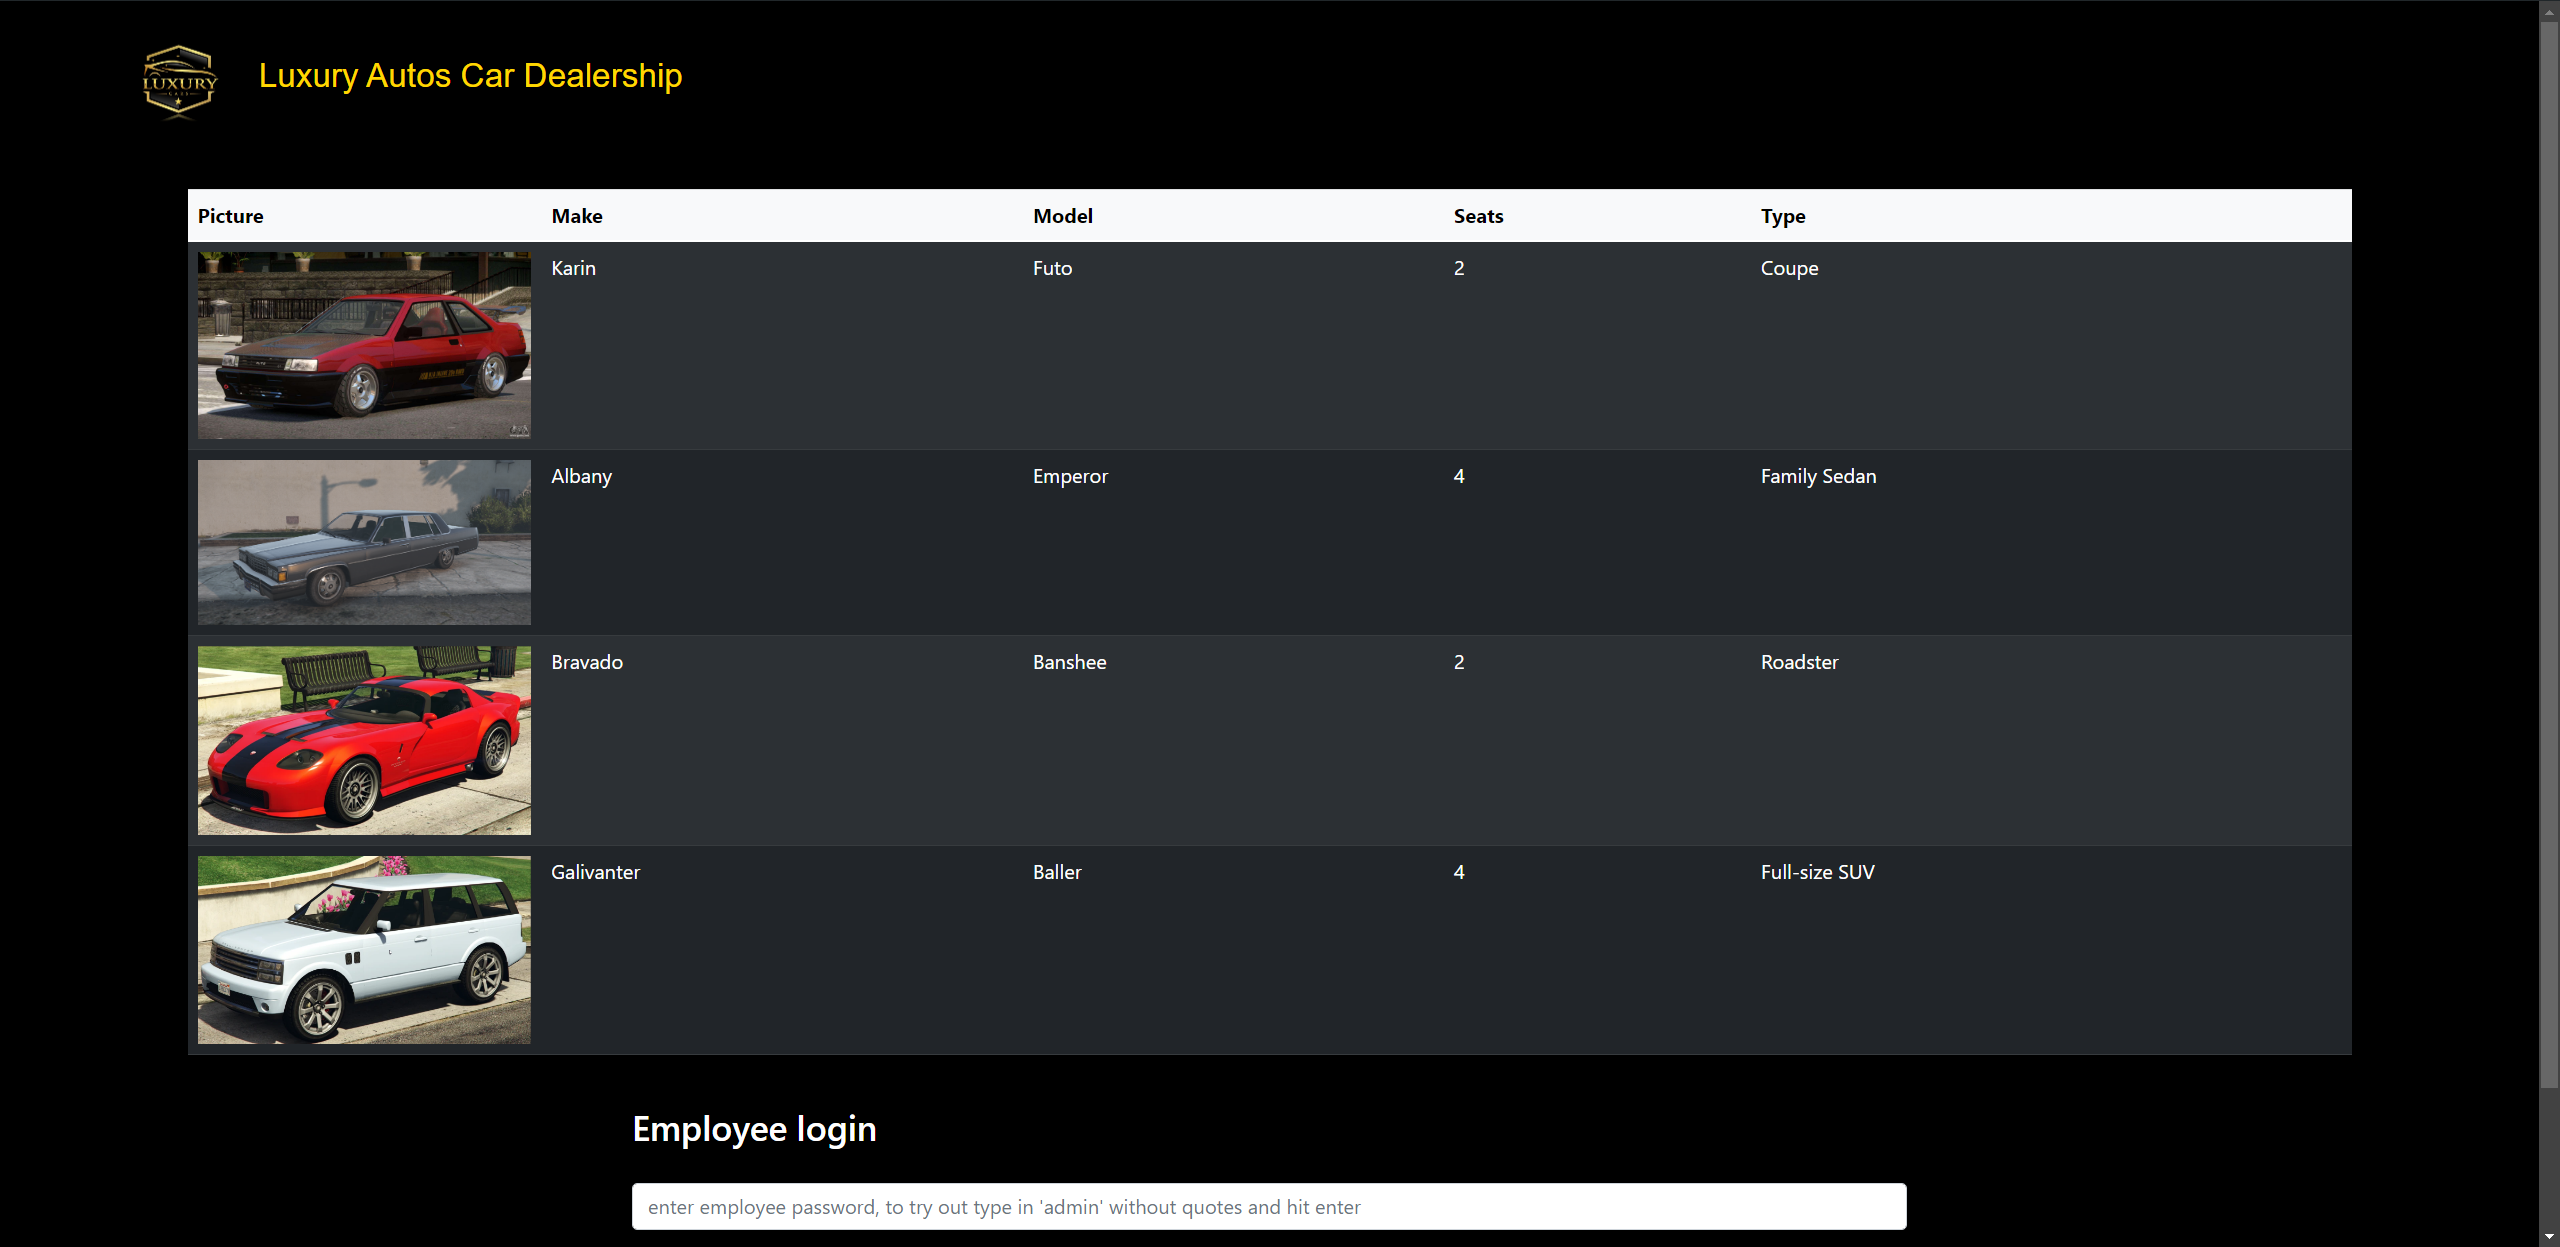 LUXURY
CARS
Luxury Autos Car Dealership
Picture Make Model Seats Type
Karin Futo 2 Coupe
Albany Emperor 4 Family Sedan
Bravado Banshee 2 Roadster
Galivanter Baller 4 Full-size SUV
Employee login
enter employee password, to try out type in 'admin' without quotes and hit enter